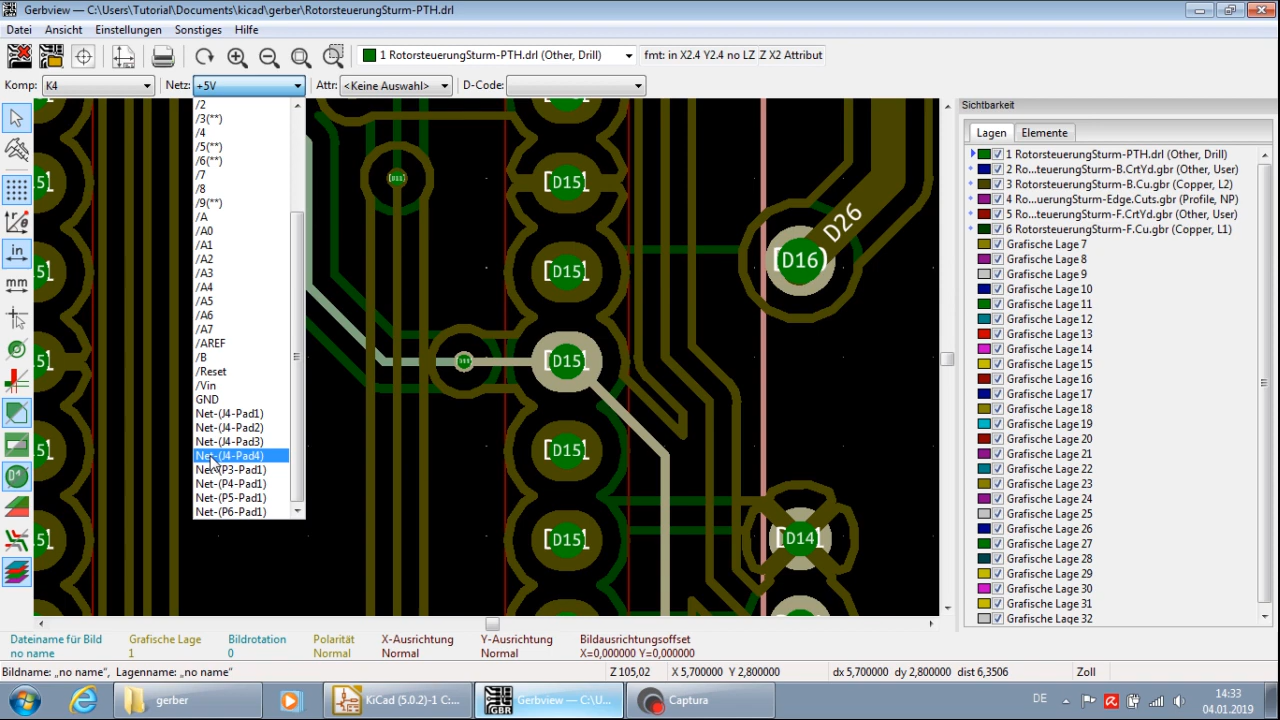 Gerbview — C:\Users\Tutorial\Documents\kicad\gerber\RotorsteuerungSturm-PTH.drl
Datei Ansicht Einstellungen Sonstiges Hilfe
1 RotorsteuerungSturm-PTH.drl (Other, Drill) fmt: in X2.4 Y2.4 no LZ Z X2 Attribut
Komp: K4 Netz: +5V Attr: <Keine Auswahl> D-Code:
/2
/3(**)
/4
/5(**)
/6(**)
/7
/8
/9(**)
/A
/A0
/A1
/A2
/A3
/A4
/A5
/A6
/A7
/AREF
/B
/Reset
/Vin
GND
Net-(J4-Pad1)
Net-(J4-Pad2)
Net-(J4-Pad3)
Net-(J4-Pad4)
Net-(P3-Pad1)
Net-(P4-Pad1)
Net-(P5-Pad1)
Net-(P6-Pad1)
in
mm
D15
D15
D15
D15
D15
D26
D16
D14
Sichtbarkeit
Lagen Elemente
1 RotorsteuerungSturm-PTH.drl (Other, Drill)
2 Ro...teuerungSturm-B.CrtYd.gbr (Other, User)
3 RotorsteuerungSturm-B.Cu.gbr (Copper, L2)
4 Ro...uerungSturm-Edge.Cuts.gbr (Profile, NP)
5 Ro...teuerungSturm-F.CrtYd.gbr (Other, User)
6 RotorsteuerungSturm-F.Cu.gbr (Copper, L1)
Grafische Lage 7
Grafische Lage 8
Grafische Lage 9
Grafische Lage 10
Grafische Lage 11
Grafische Lage 12
Grafische Lage 13
Grafische Lage 14
Grafische Lage 15
Grafische Lage 16
Grafische Lage 17
Grafische Lage 18
Grafische Lage 19
Grafische Lage 20
Grafische Lage 21
Grafische Lage 22
Grafische Lage 23
Grafische Lage 24
Grafische Lage 25
Grafische Lage 26
Grafische Lage 27
Grafische Lage 28
Grafische Lage 29
Grafische Lage 30
Grafische Lage 31
Grafische Lage 32
Dateiname für Bild Grafische Lage Bildrotation Polarität X-Ausrichtung Y-Ausrichtung Bildausrichtungsoffset
no name 1 0 Normal Normal Normal X=0,000000 Y=0,000000
Bildname: „no name“, Lagenname: „no name“ Z 105,02 X 5,700000 Y 2,800000 dx 5,700000 dy 2,800000 dist 6,3506 Zoll
gerber KiCad (5.0.2)-1 C:... Gerbview — C:\U... Captura DE 14:33
04.01.2019